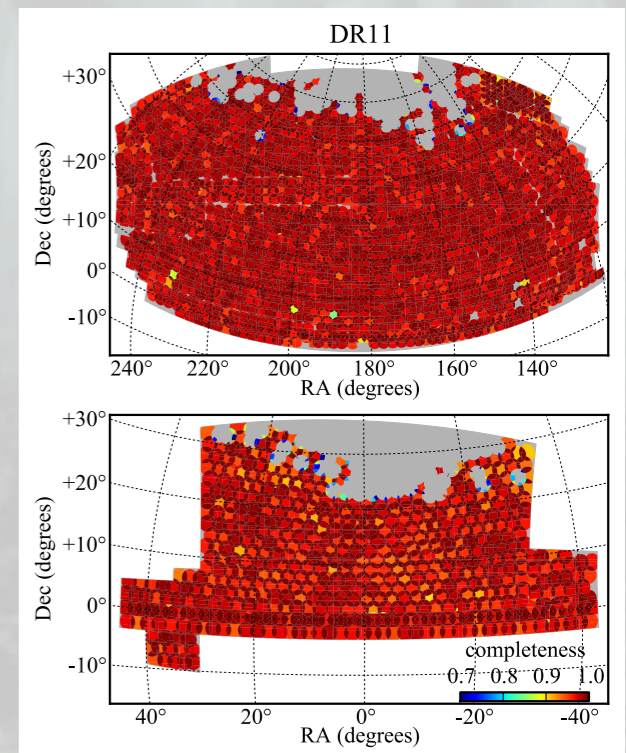 DR11
+30°
+20°
+10°
0°
-10°
Dec (degrees)
240° 220° 200° 180° 160° 140°
RA (degrees)
+30°
+20°
+10°
0°
-10°
Dec (degrees)
completeness
0.7 0.8 0.9 1.0
40° 20° 0° -20° -40°
RA (degrees)